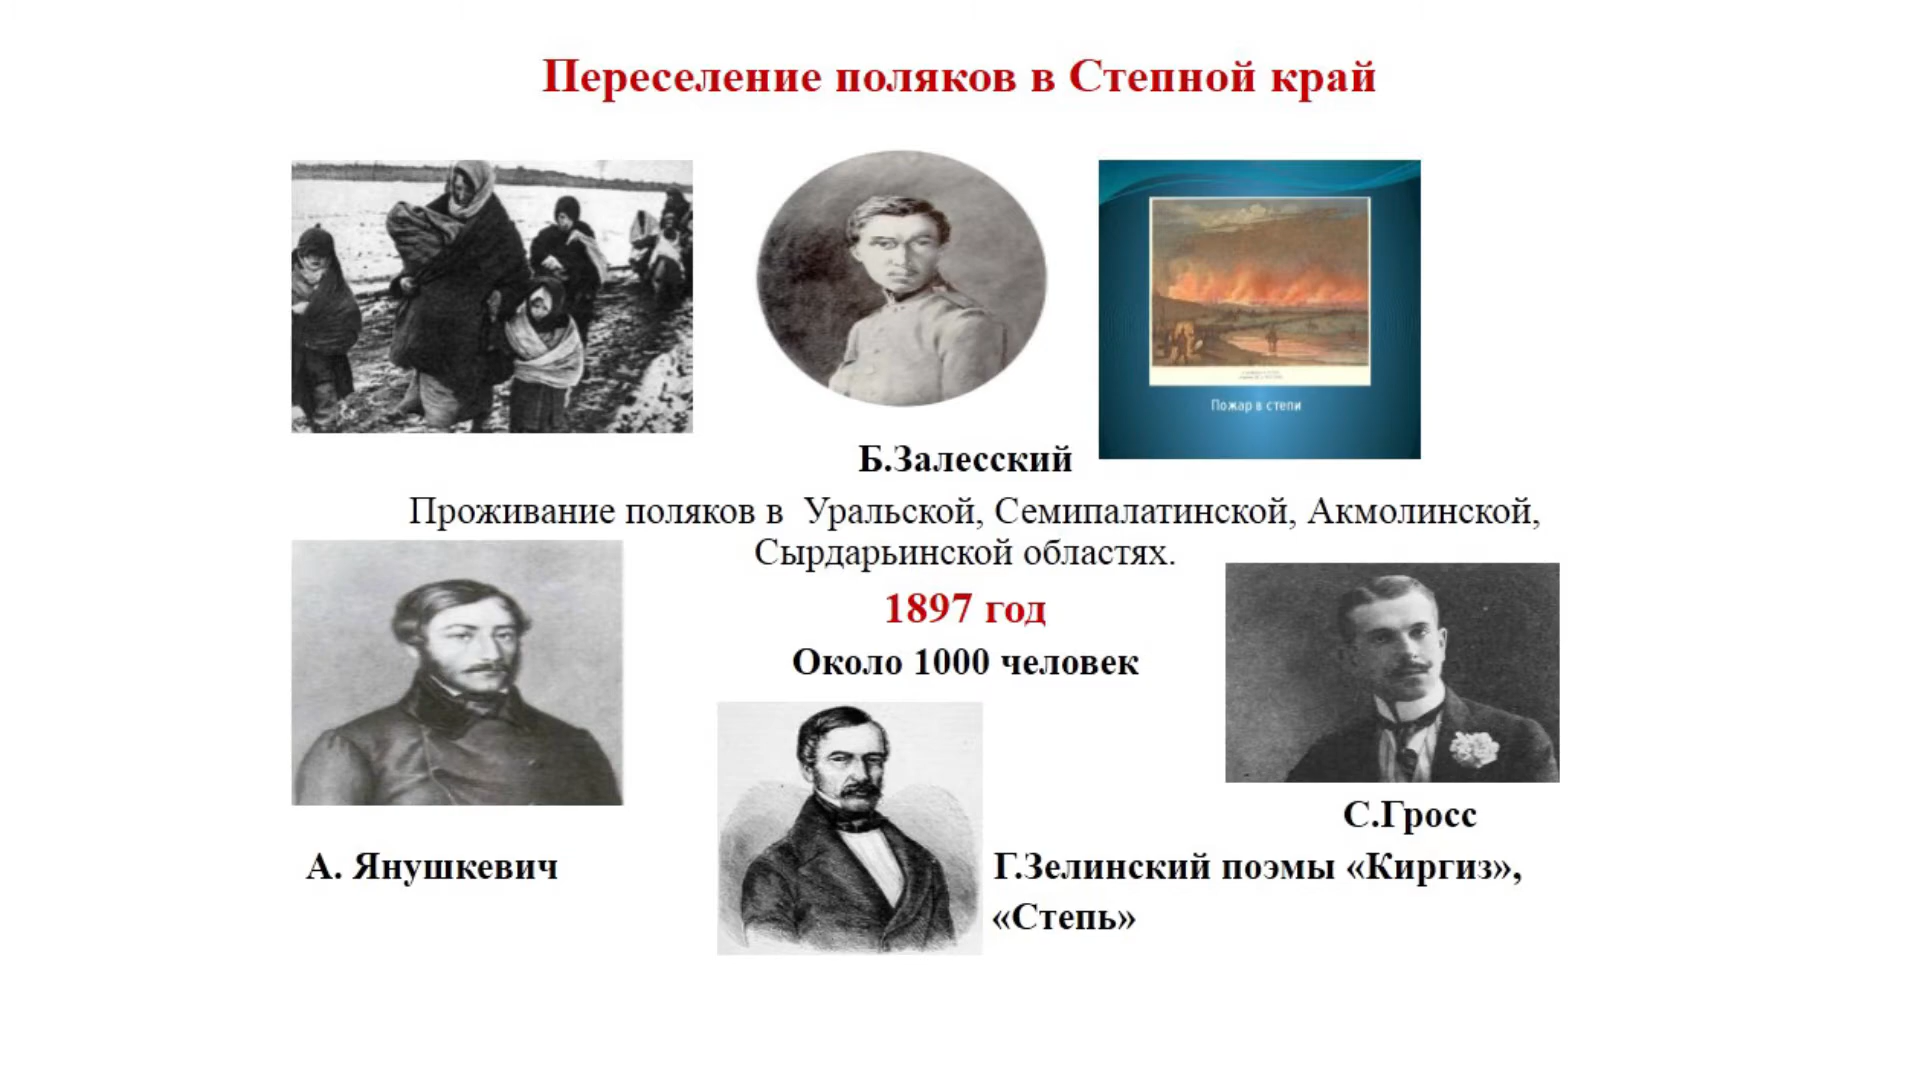 Переселение поляков в Степной край
Пожар в степи
Б.Залесский
Проживание поляков в Уральской, Семипалатинской, Акмолинской,
Сырдарьинской областях.
1897 год
Около 1000 человек
С.Гросс
А. Янушкевич
Г.Зелинский поэмы «Киргиз»,
«Степь»